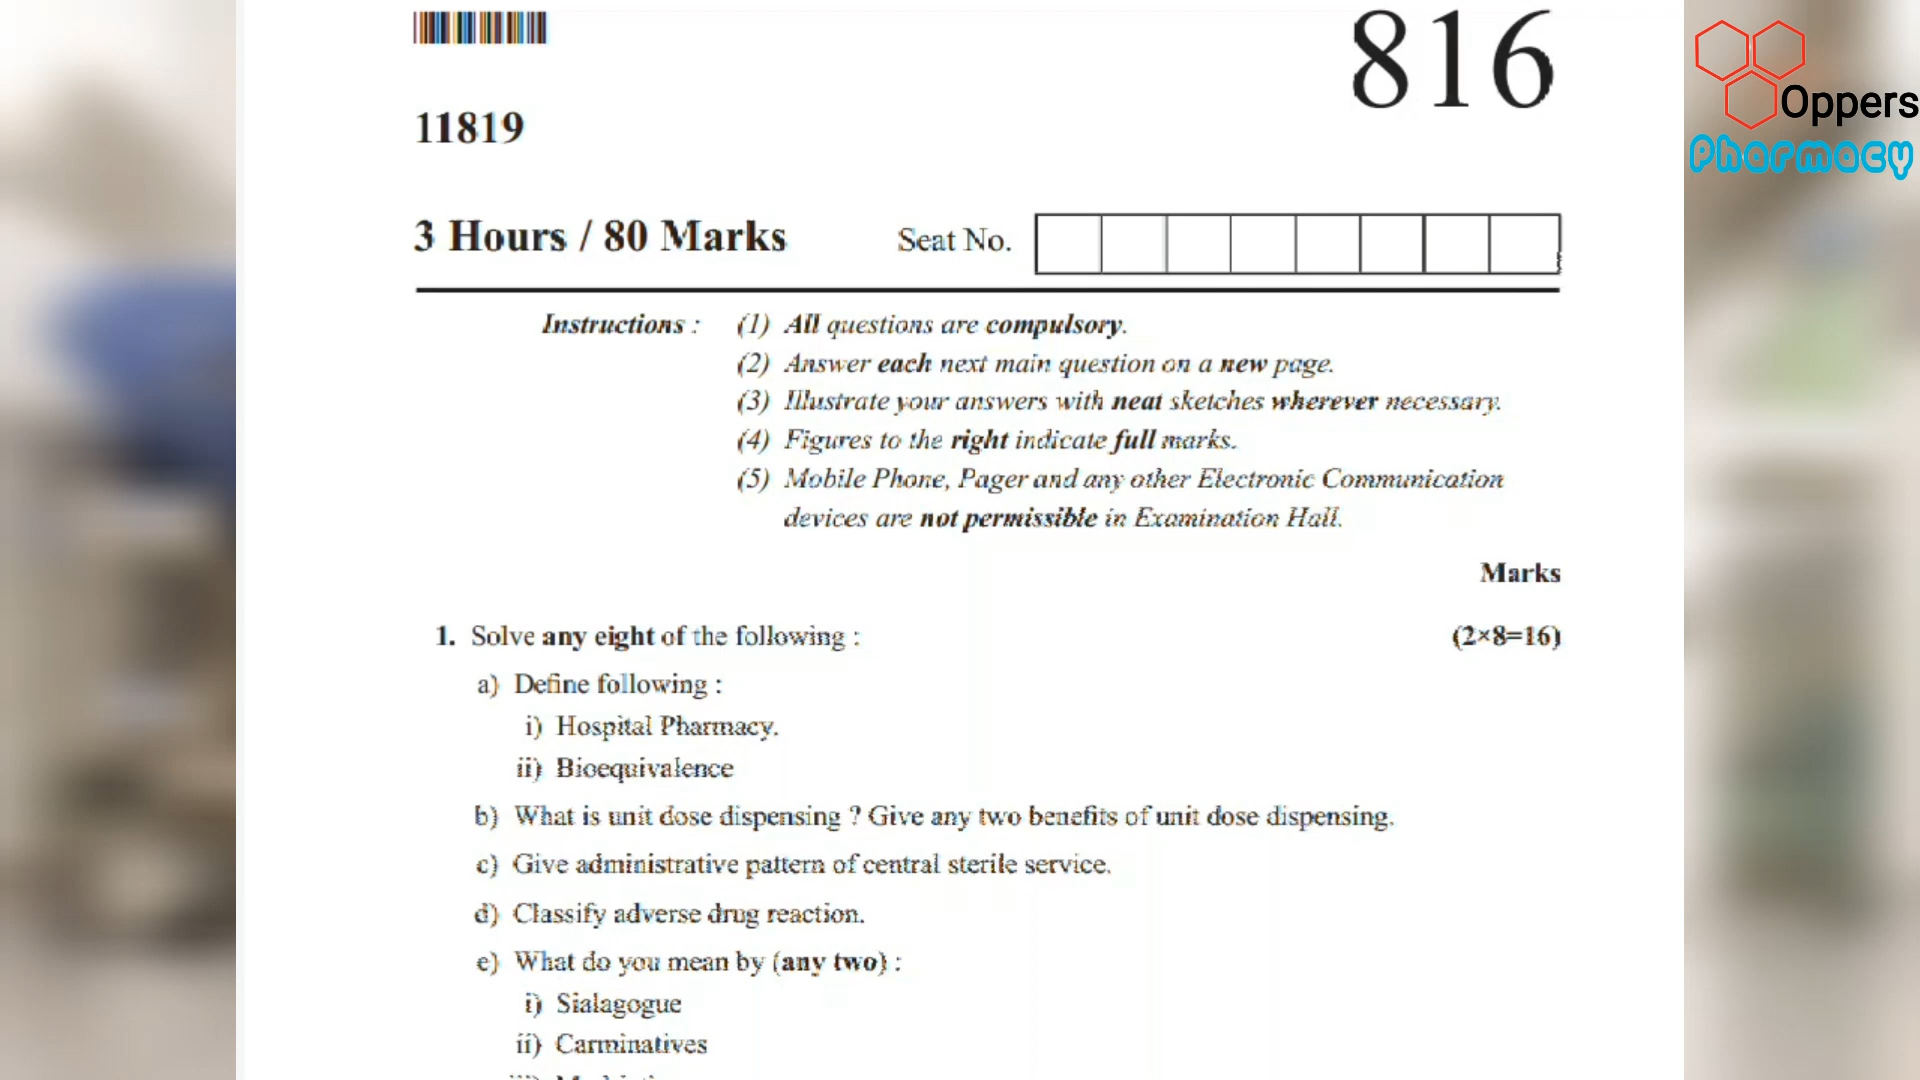 816
Oppers
Pharmacy
11819
3 Hours / 80 Marks Seat No.
Instructions : (1) All questions are compulsory.
(2) Answer each next main question on a new page.
(3) Illustrate your answers with neat sketches wherever necessary.
(4) Figures to the right indicate full marks.
(5) Mobile Phone, Pager and any other Electronic Communication
devices are not permissible in Examination Hall.
Marks
1. Solve any eight of the following : (2×8=16)
a) Define following :
i) Hospital Pharmacy.
ii) Bioequivalence
b) What is unit dose dispensing ? Give any two benefits of unit dose dispensing.
c) Give administrative pattern of central sterile service.
d) Classify adverse drug reaction.
e) What do you mean by (any two) :
i) Sialagogue
ii) Carminatives